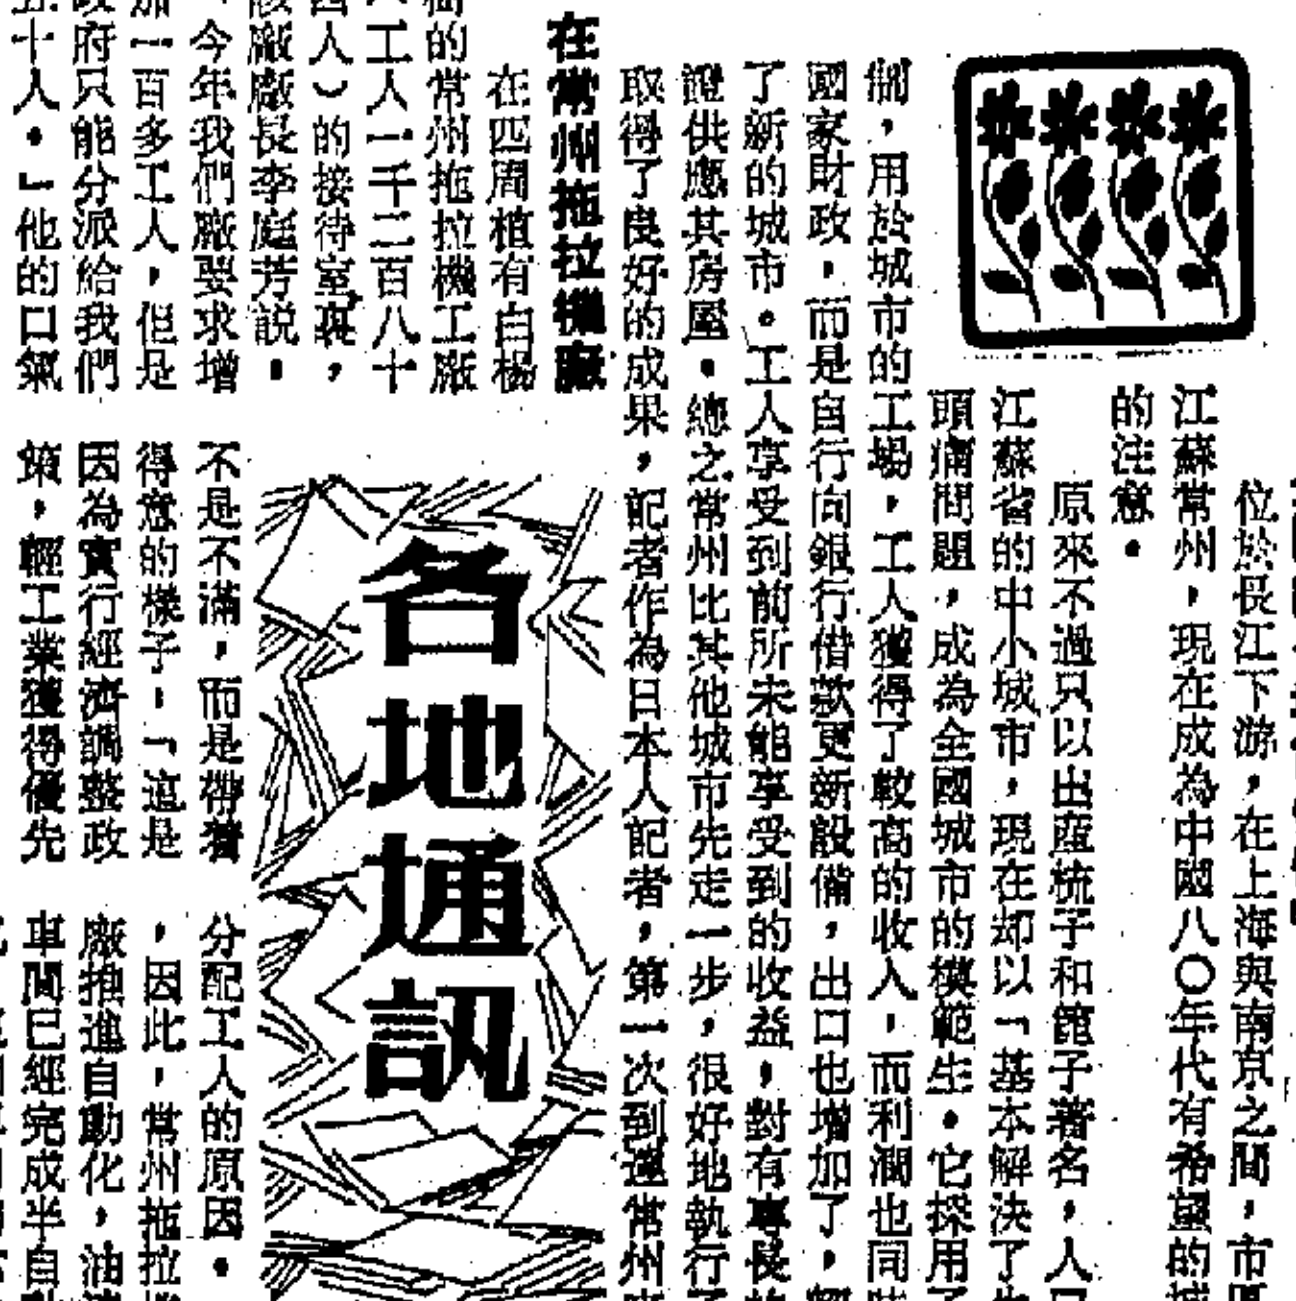 位於長江下游，在上海與南京之間，市區
江蘇常州，現在成為中國八〇年代有希望的城
的注意。
原來不過只以出產梳子和篦子著名，人口
江蘇省的中小城市，現在却以「基本解決了
頭痛問題，成為全國城市的模範生。它採用了
制，用於城市的工場，工人獲得了較高的收入，而利潤也同時
國家財政，而是自行向銀行借款更新設備，出口也增加了，
了新的城市。工人享受到前所未能享受到的收益，對有專長的
證供應其房屋。總之常州比其他城市先走一步，很好地執行了
取得了良好的成果，記者作為日本人記者，第一次到達常州
在常州拖拉機廠
在四周植有白楊
樹的常州拖拉機工廠
工人一千二百八十
四人）的接待室裏，
該廠廠長李庭芳説：
今年我們廠要求增
加一百多工人，但是
政府只能分派給我們
五十人。」他的口氣
各地通訊
不是不滿，而是帶着
得意的樣子：「這是
因為實行經濟調整政
策，輕工業獲得優先
分配工人的原因。
，因此，常州拖拉
廠推進自動化，油漆
車間已經完成半自動